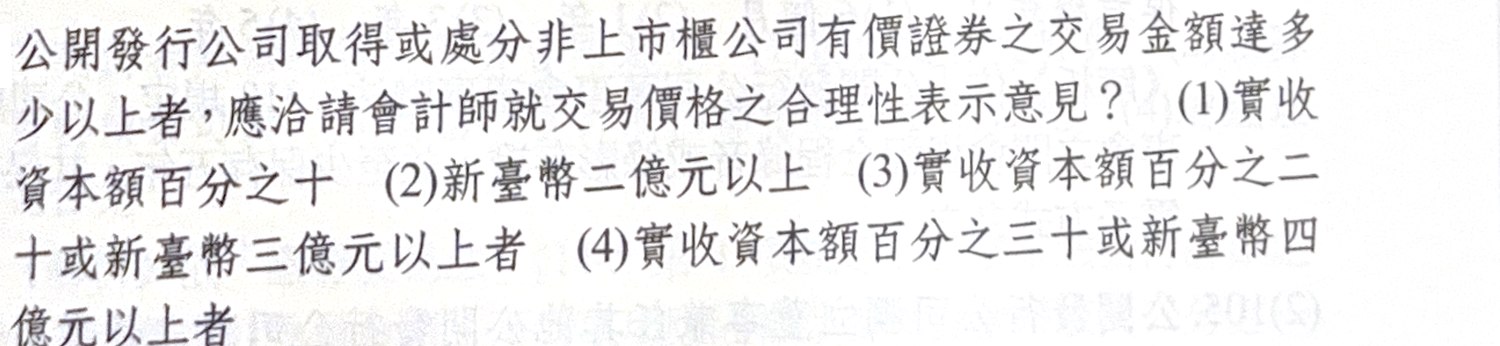 公開發行公司取得或處分非上市櫃公司有價證券之交易金額達多
少以上者，應洽請會計師就交易價格之合理性表示意見？　(1)實收
資本額百分之十　(2)新臺幣二億元以上　(3)實收資本額百分之二
十或新臺幣三億元以上者　(4)實收資本額百分之三十或新臺幣四
億元以上者